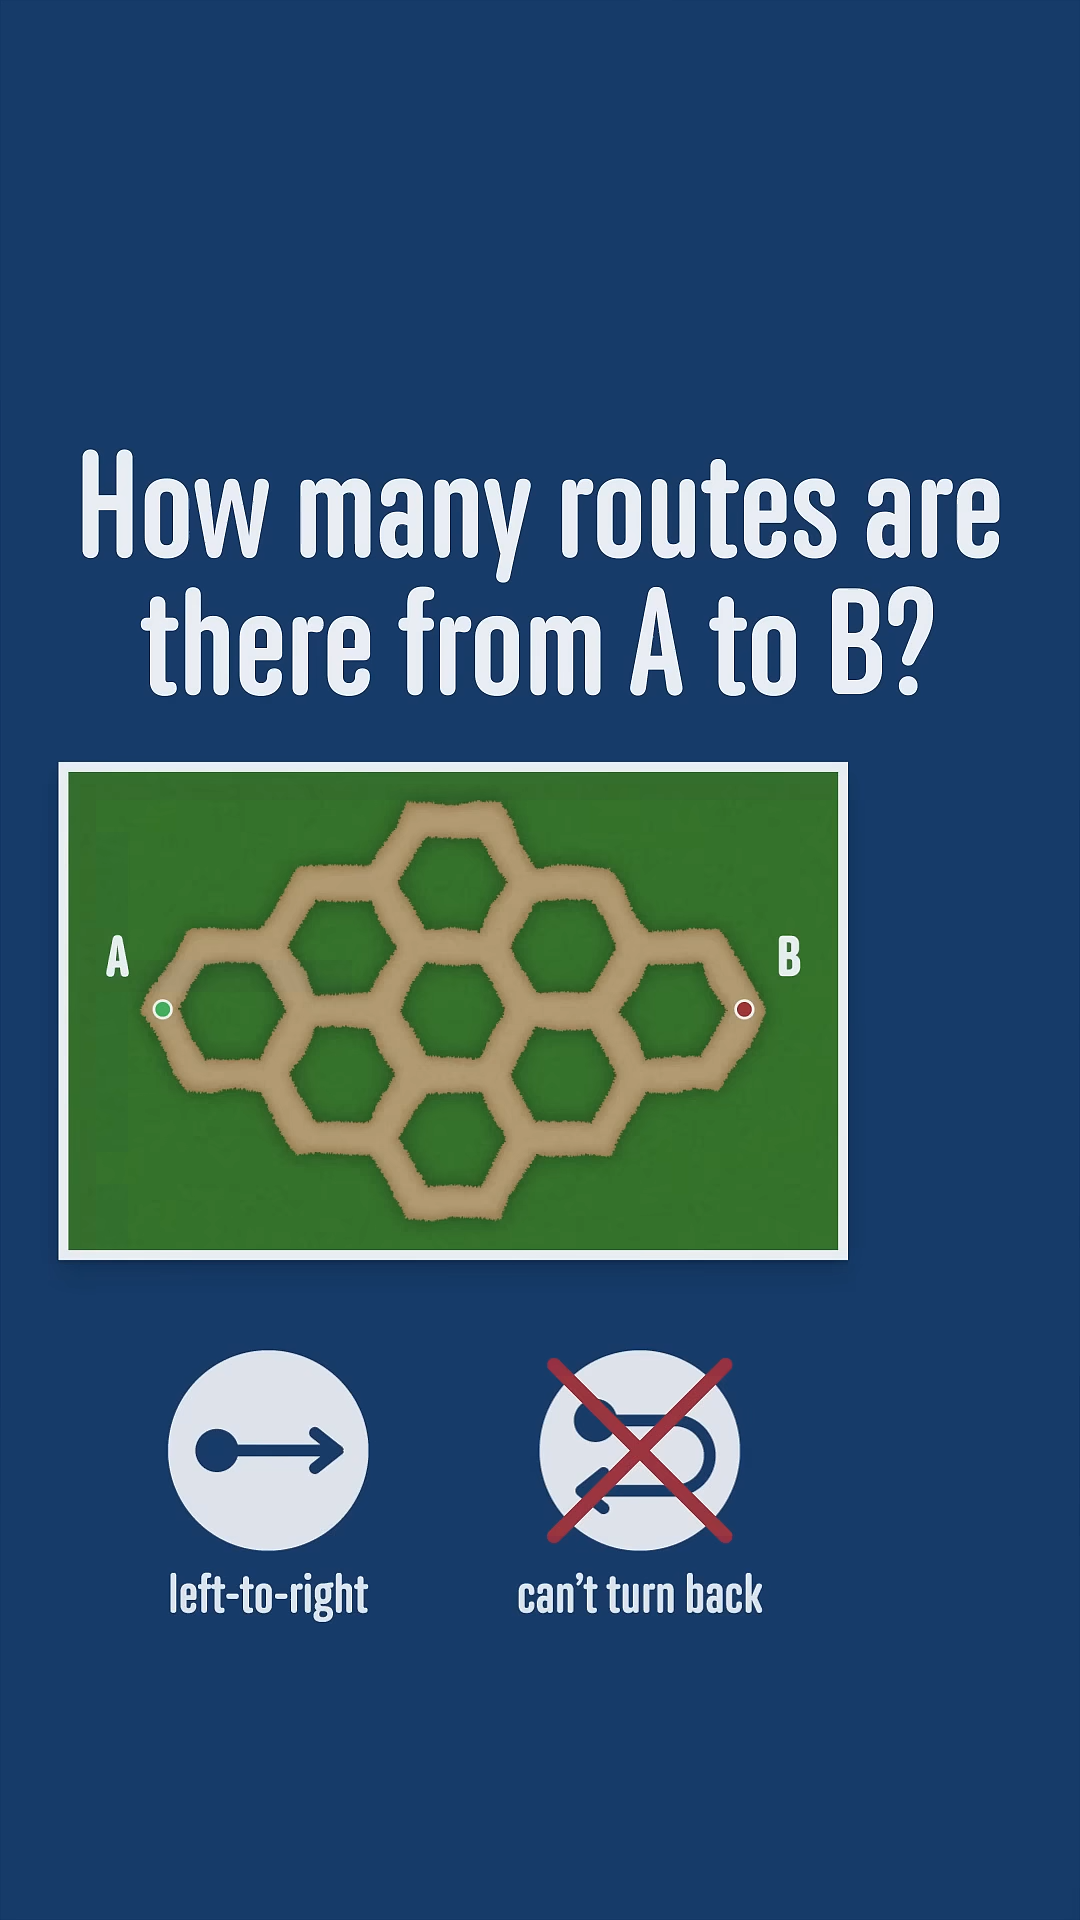 How many routes are
there from A to B?
A
B
left-to-right
can't turn back